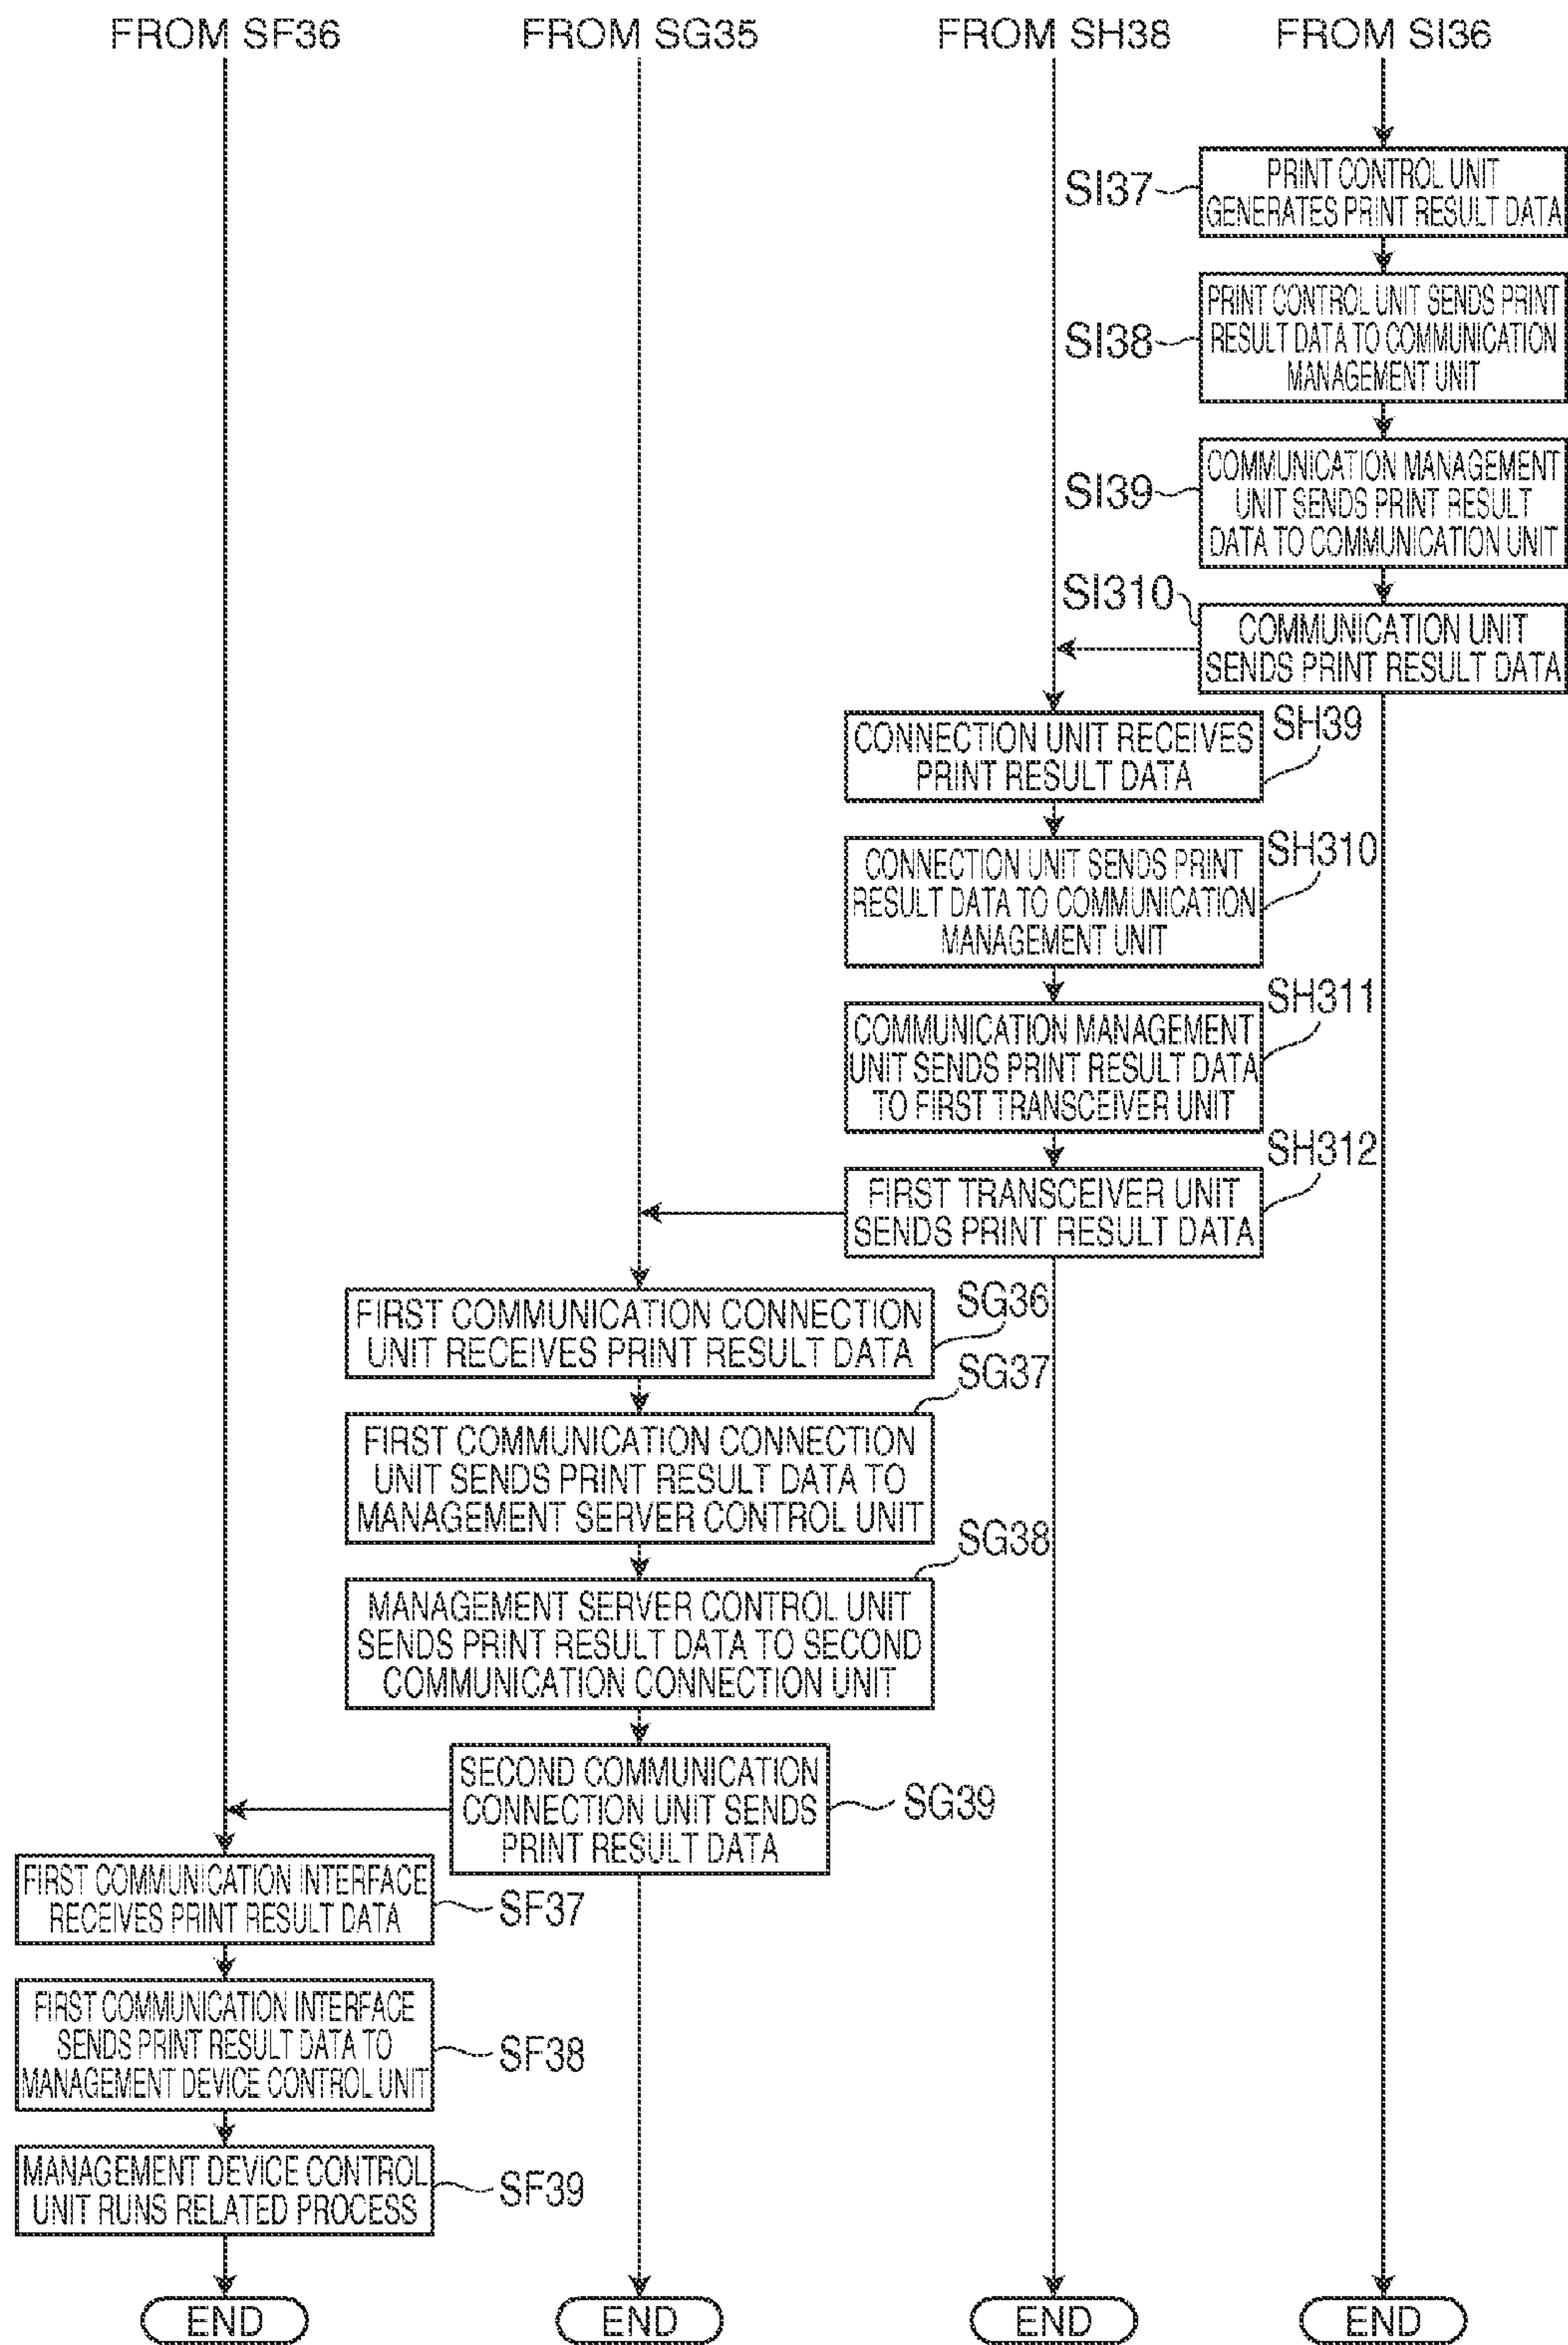 FROM SF36
FROM SG35
FROM SH38
FROM SI36
SI37
PRINT CONTROL UNIT
GENERATES PRINT RESULT DATA
SI38
PRINT CONTROL UNIT SENDS PRINT
RESULT DATA TO COMMUNICATION
MANAGEMENT UNIT
SI39
COMMUNICATION MANAGEMENT
UNIT SENDS PRINT RESULT
DATA TO COMMUNICATION UNIT
SI310
COMMUNICATION UNIT
SENDS PRINT RESULT DATA
CONNECTION UNIT RECEIVES
PRINT RESULT DATA
SH39
CONNECTION UNIT SENDS PRINT
RESULT DATA TO COMMUNICATION
MANAGEMENT UNIT
SH310
COMMUNICATION MANAGEMENT
UNIT SENDS PRINT RESULT DATA
TO FIRST TRANSCEIVER UNIT
SH311
FIRST TRANSCEIVER UNIT
SENDS PRINT RESULT DATA
SH312
FIRST COMMUNICATION CONNECTION
UNIT RECEIVES PRINT RESULT DATA
SG36
FIRST COMMUNICATION CONNECTION
UNIT SENDS PRINT RESULT DATA TO
MANAGEMENT SERVER CONTROL UNIT
SG37
MANAGEMENT SERVER CONTROL UNIT
SENDS PRINT RESULT DATA TO SECOND
COMMUNICATION CONNECTION UNIT
SG38
SECOND COMMUNICATION
CONNECTION UNIT SENDS
PRINT RESULT DATA
SG39
FIRST COMMUNICATION INTERFACE
RECEIVES PRINT RESULT DATA
SF37
FIRST COMMUNICATION INTERFACE
SENDS PRINT RESULT DATA TO
MANAGEMENT DEVICE CONTROL UNIT
SF38
MANAGEMENT DEVICE CONTROL
UNIT RUNS RELATED PROCESS
SF39
END
END
END
END